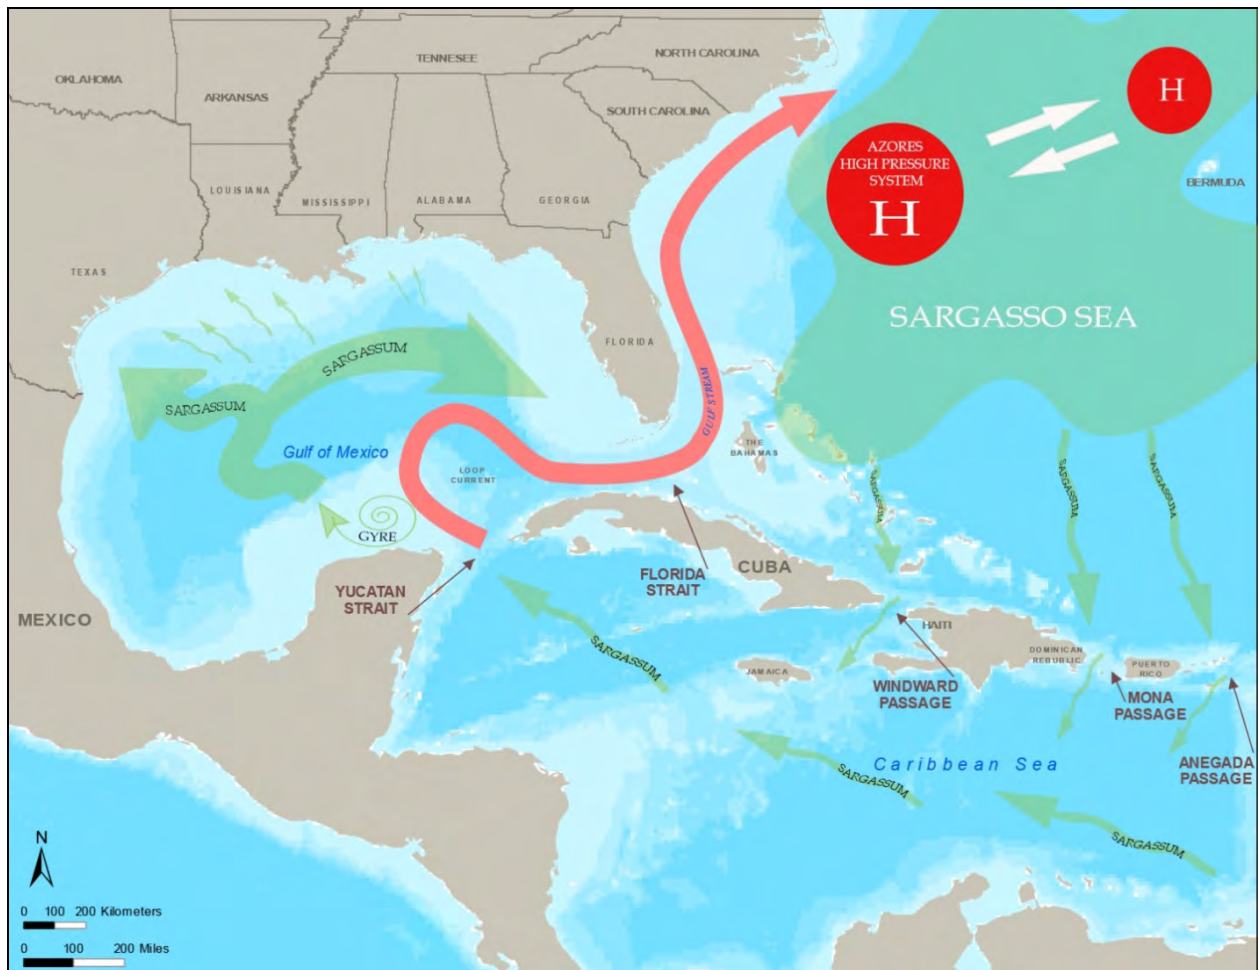 NORTH CAROLINA
TENNESSEE
OKLAHOMA
ARKANSAS
SOUTH CAROLINA
H
AZORES
HIGH PRESSURE
SYSTEM
H
BERMUDA
LOUISIANA
MISSISSIPPI
ALABAMA
GEORGIA
TEXAS
SARGASSO SEA
FLORIDA
SARGASSUM
SARGASSUM
GULF STREAM
Gulf of Mexico
THE
BAHAMAS
LOOP
CURRENT
SARGASSUM
SARGASSUM
SARGASSUM
GYRE
YUCATAN
STRAIT
FLORIDA
STRAIT
CUBA
MEXICO
HAITI
DOMINICAN
REPUBLIC
PUERTO
RICO
JAMAICA
SARGASSUM
WINDWARD
PASSAGE
MONA
PASSAGE
ANEGADA
PASSAGE
Caribbean Sea
SARGASSUM
SARGASSUM
N
0 100 200 Kilometers
0 100 200 Miles